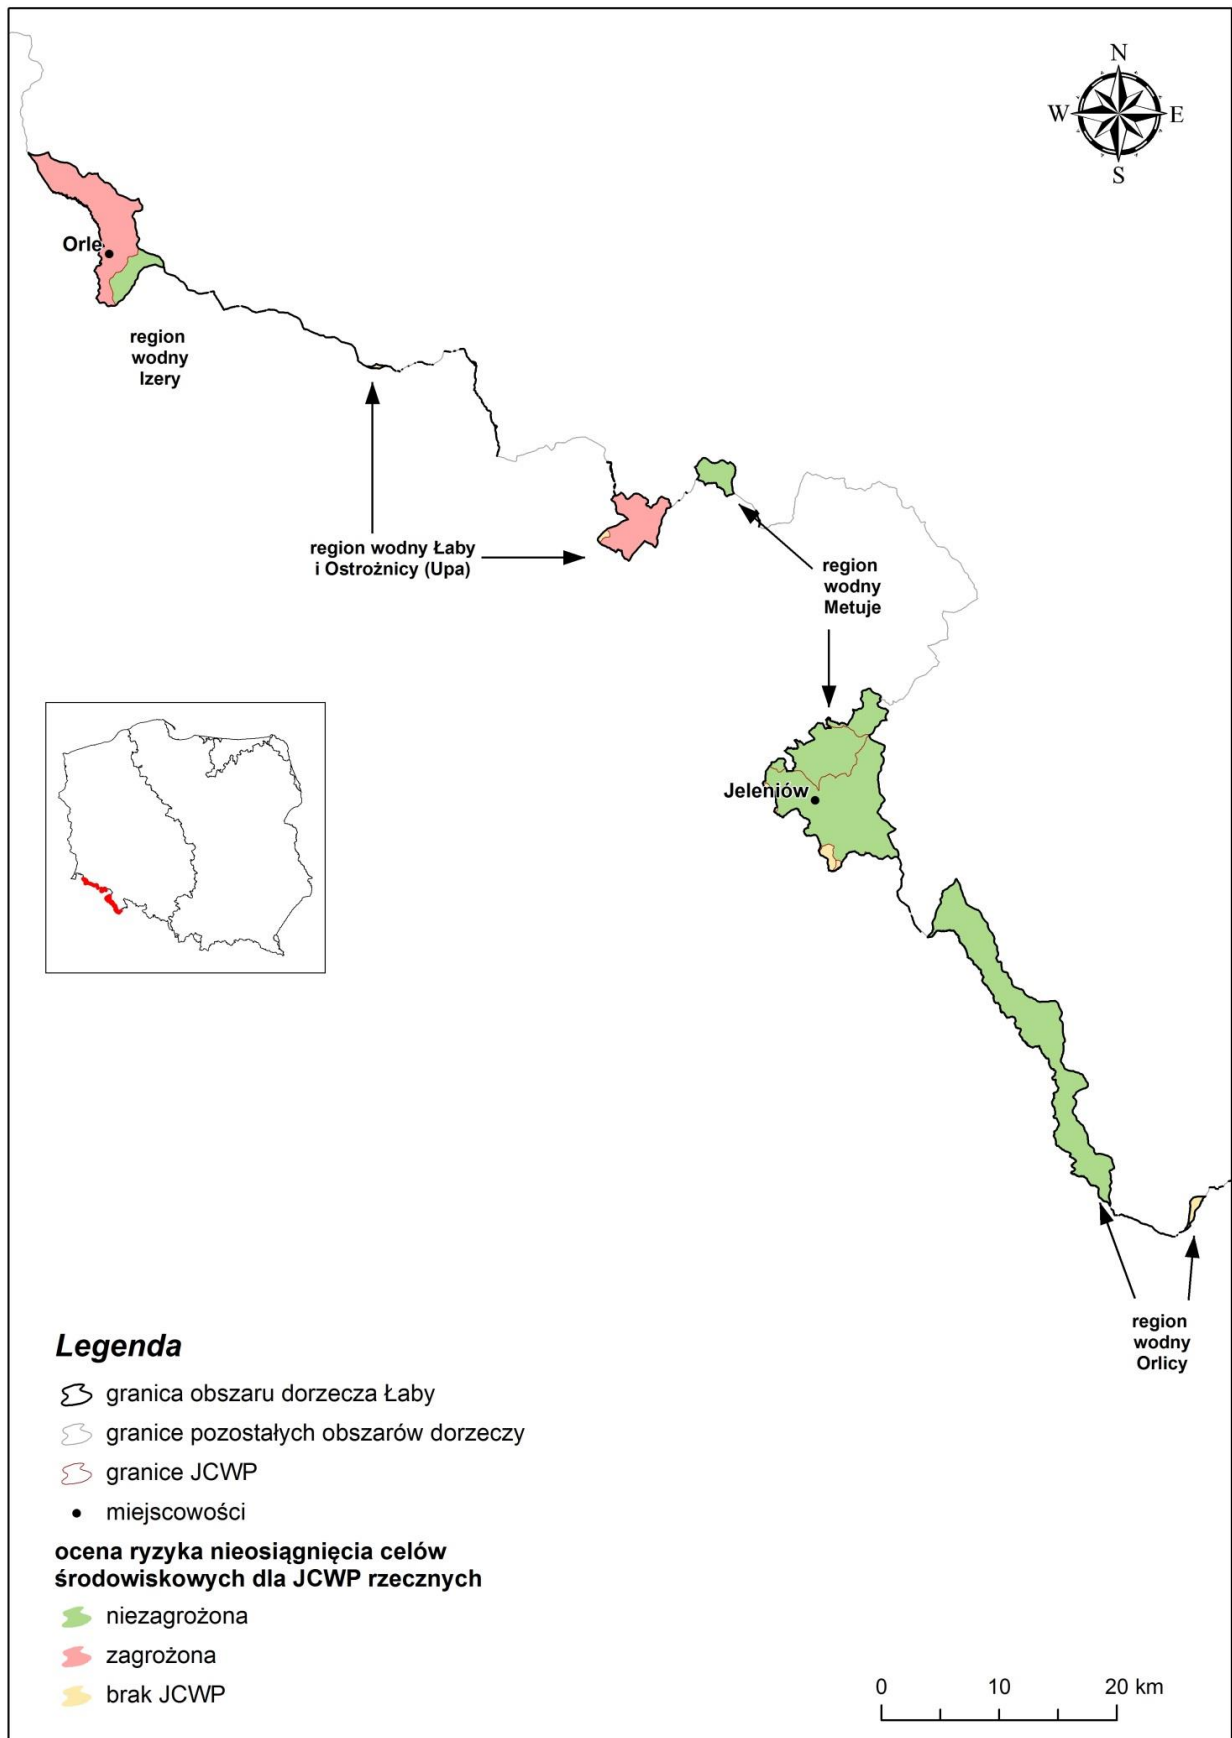 N
W
E
S
Orle
region
wodny
Izery
region wodny Łaby
i Ostrożnicy (Upa)
region
wodny
Metuje
Jeleniów
region
wodny
Orlicy
Legenda
granica obszaru dorzecza Łaby
granice pozostałych obszarów dorzeczy
granice JCWP
miejscowości
ocena ryzyka nieosiągnięcia celów
środowiskowych dla JCWP rzecznych
niezagrożona
zagrożona
brak JCWP
0 10 20 km